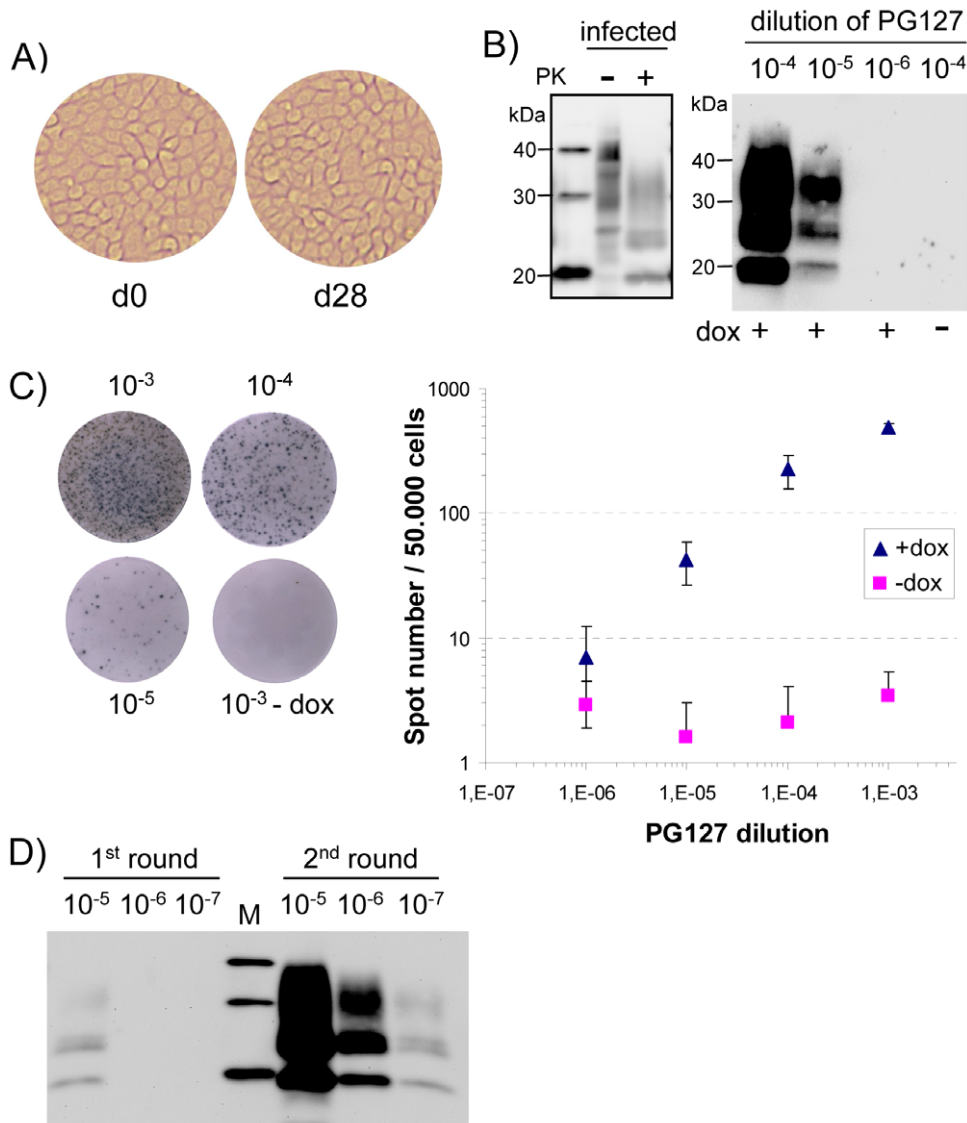 A)
d0 d28
B)
infected
PK - +
kDa
40
30
20
dilution of PG127
10-4 10-5 10-6 10-4
kDa
40
30
20
dox + + + -
C)
10-3 10-4
10-5 10-3 - dox
Spot number / 50.000 cells
1000
100
10
1
1,E-07 1,E-06 1,E-05 1,E-04 1,E-03
PG127 dilution
+dox
-dox
D)
1st round
10-5 10-6 10-7
M
2nd round
10-5 10-6 10-7